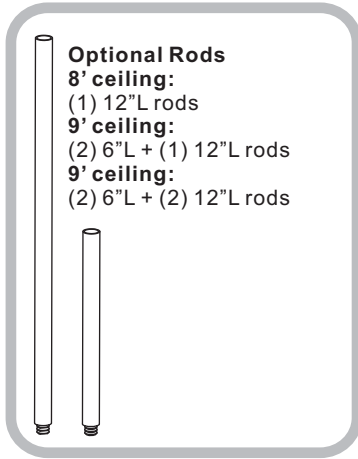 Optional Rods
8’ ceiling:
(1) 12”L rods
9’ ceiling:
(2) 6”L + (1) 12”L rods
9’ ceiling:
(2) 6”L + (2) 12”L rods